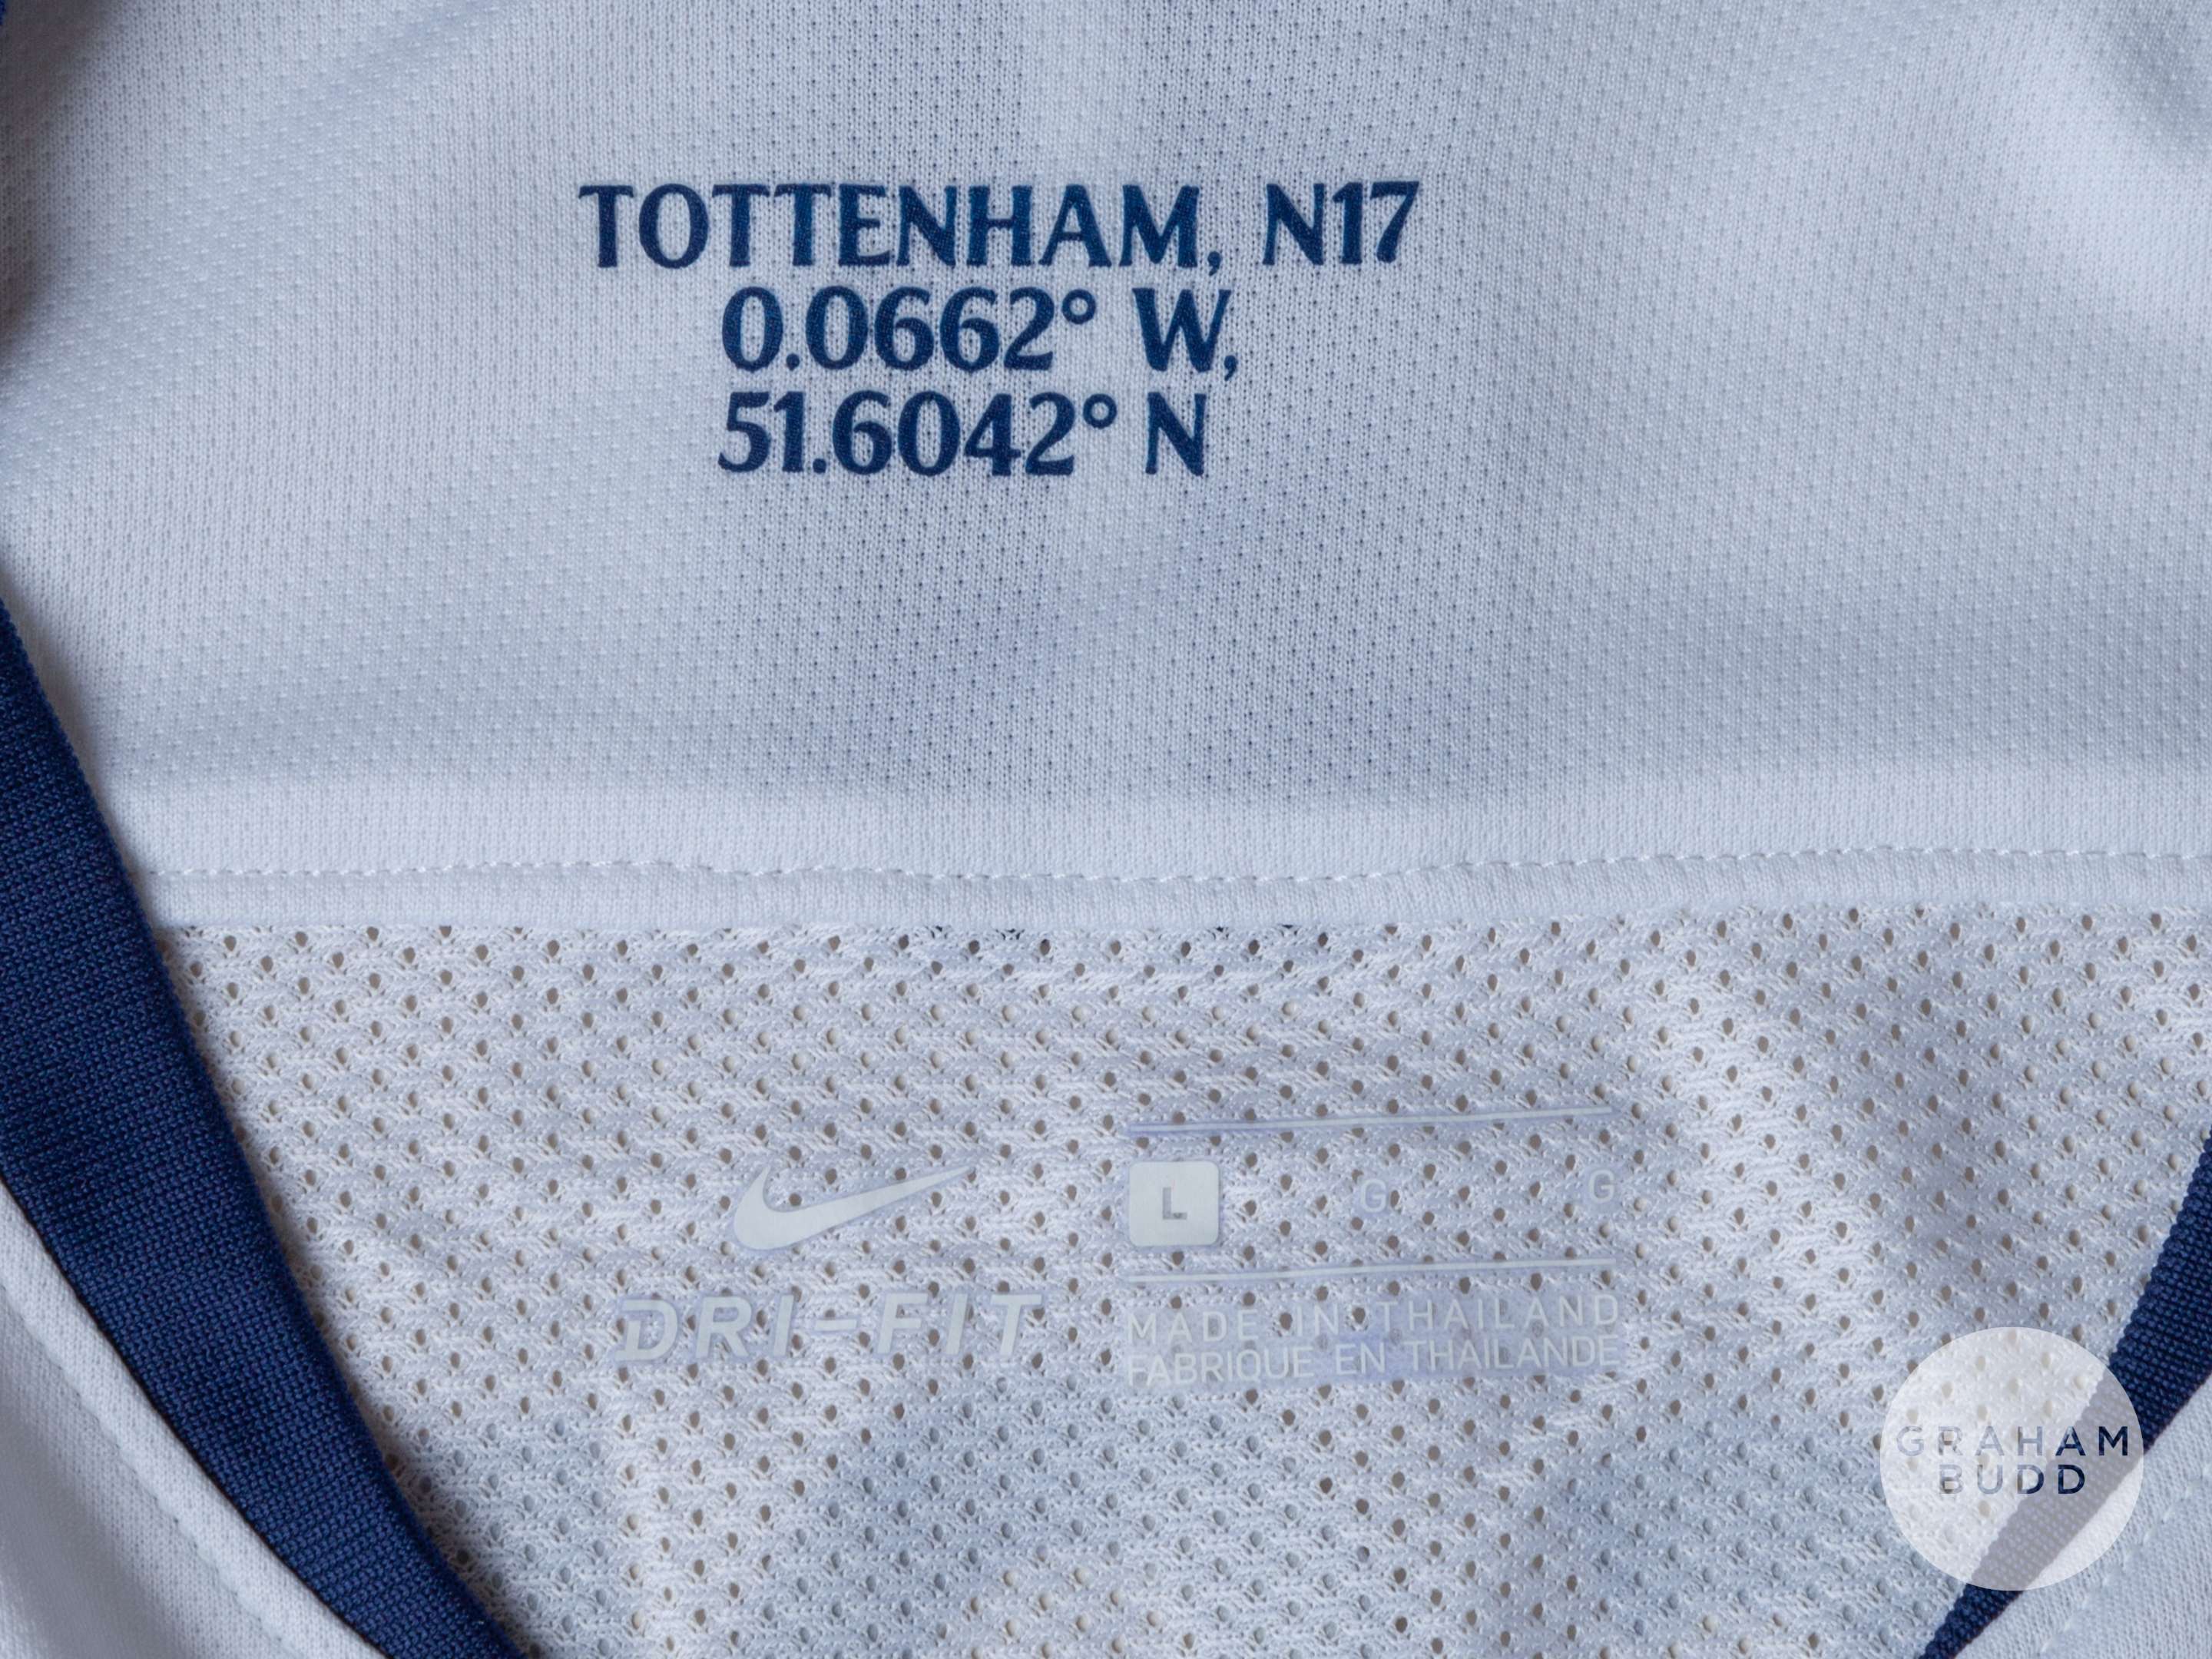 TOTTENHAM, N17
0.0662° W,
51.6042° N
L G G
DRI-FIT
MADE IN THAILAND
FABRIQUE EN THAILANDE
GRAHAM
BUDD